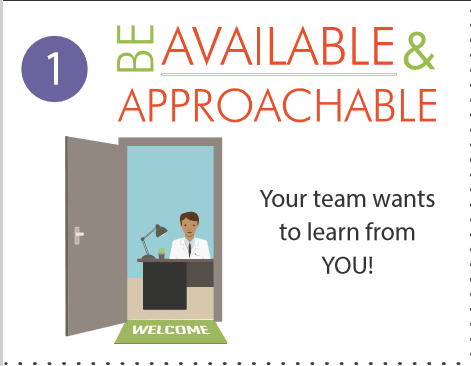 1
BE AVAILABLE &
APPROACHABLE
Your team wants
to learn from
YOU!
WELCOME